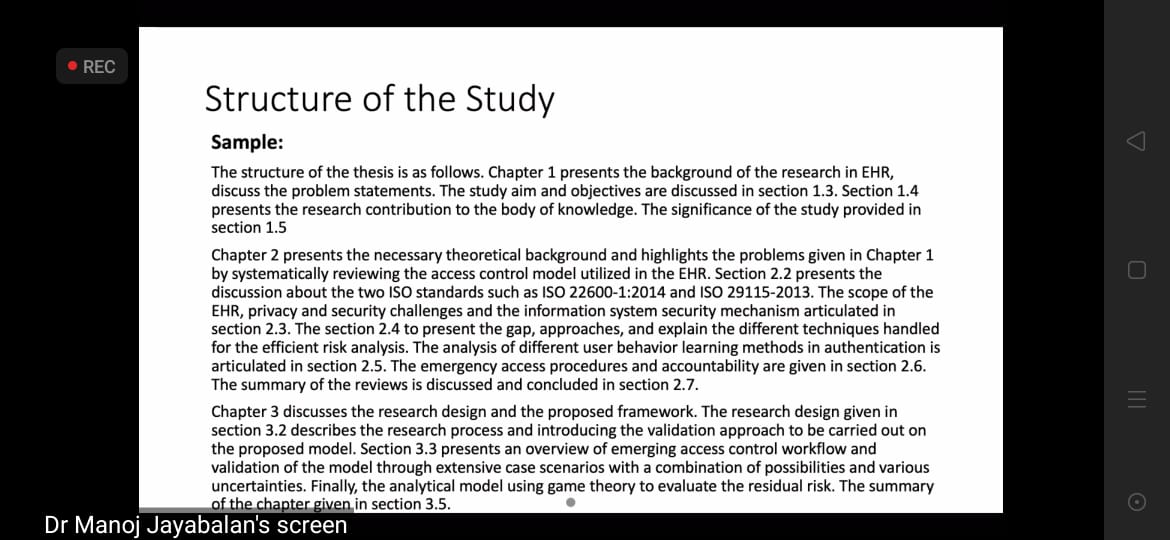 REC
Structure of the Study
Sample:
The structure of the thesis is as follows. Chapter 1 presents the background of the research in EHR,
discuss the problem statements. The study aim and objectives are discussed in section 1.3. Section 1.4
presents the research contribution to the body of knowledge. The significance of the study provided in
section 1.5
Chapter 2 presents the necessary theoretical background and highlights the problems given in Chapter 1
by systematically reviewing the access control model utilized in the EHR. Section 2.2 presents the
discussion about the two ISO standards such as ISO 22600-1:2014 and ISO 29115-2013. The scope of the
EHR, privacy and security challenges and the information system security mechanism articulated in
section 2.3. The section 2.4 to present the gap, approaches, and explain the different techniques handled
for the efficient risk analysis. The analysis of different user behavior learning methods in authentication is
articulated in section 2.5. The emergency access procedures and accountability are given in section 2.6.
The summary of the reviews is discussed and concluded in section 2.7.
Chapter 3 discusses the research design and the proposed framework. The research design given in
section 3.2 describes the research process and introducing the validation approach to be carried out on
the proposed model. Section 3.3 presents an overview of emerging access control workflow and
validation of the model through extensive case scenarios with a combination of possibilities and various
uncertainties. Finally, the analytical model using game theory to evaluate the residual risk. The summary
of the chapter given in section 3.5.
Dr Manoj Jayabalan's screen